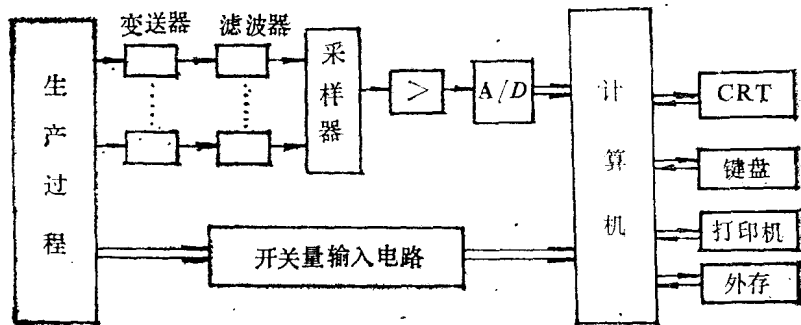 变送器
滤波器
生产过程
采样器
>
A/D
计算机
CRT
键盘
打印机
外存
开关量输入电路